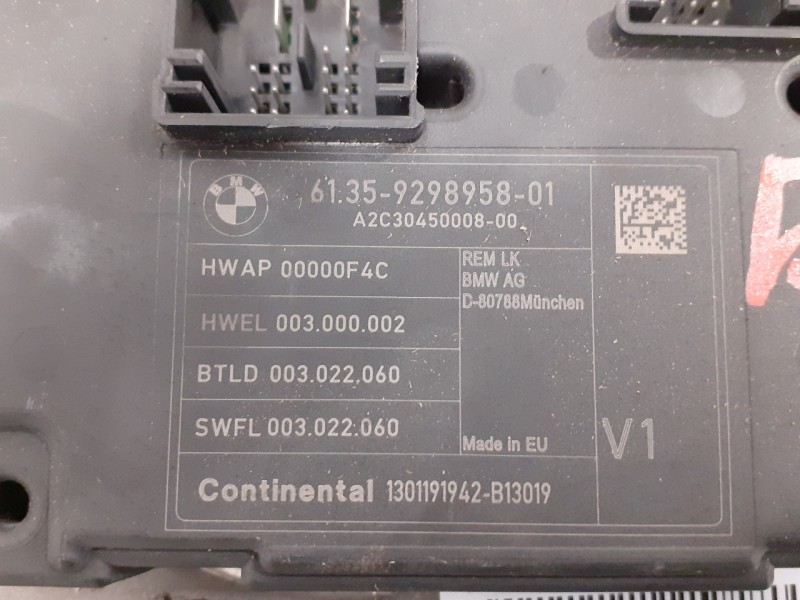 BMW
61.35-9298958-01
A2C30450008-00
HWAP 00000F4C
HWEL 003.000.002
BTLD 003.022.060
SWFL 003.022.060
REM LK
BMW AG
D-80788München
Made in EU
V1
Continental 1301191942-B13019